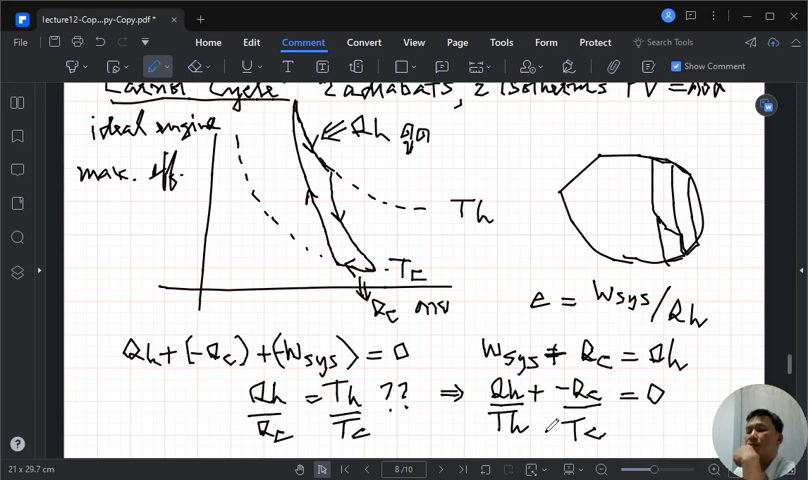 lecture12-Cop...py-Copy.pdf *
File Home Comment Convert View Page Tools Form Protect Search Tools
Show Comment
Carnot Cycle 2 adiabats, 2 isotherms PV = nRT
ideal engine
Qh
max. eff.
Th
Tc
Qc
e = Wsys/Qh
Qh + (-Qc) + (-Wsys) = 0
Wsys + Qc = Qh
Qh/Qc = Th/Tc ?? ⇒ Qh/Th + -Qc/Tc = 0
21 x 29.7 cm
8 /10